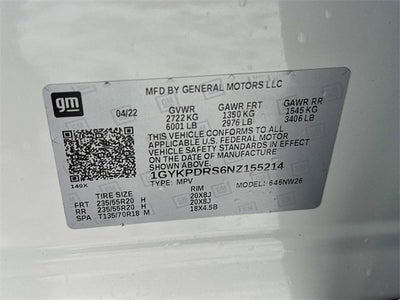 gm
MFD BY GENERAL MOTORS LLC
04/22 GVWR GAWR FRT GAWR RR
2722 KG 1350 KG 1545 KG
6001 LB 2976 LB 3406 LB
THIS VEHICLE CONFORMS TO ALL
APPLICABLE U.S. FEDERAL MOTOR
VEHICLE SAFETY
STANDARDS IN EFFECT ON THE
DATE OF MANUFACTURE SHOWN ABOVE.
1GYKPDRS6NZ155214
140X TYPE: MPV MODEL: 6NW26
TIRE SIZE RIM
FRT 235/55R20 H 20X8J
RR 235/55R20 H 20X8J
SPA T135/70R18 M 18X4.5B